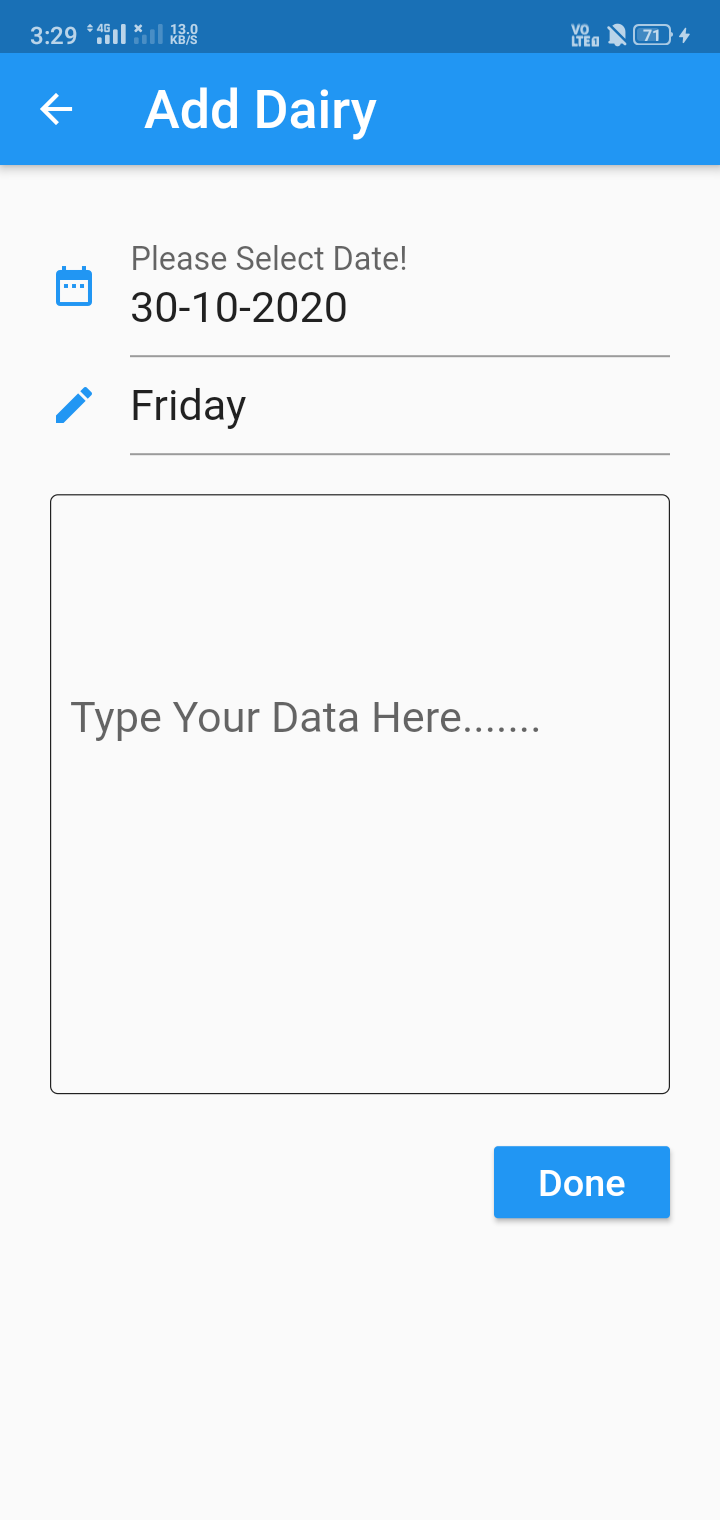 3:29 4G 13.0 KB/S VO LTE 71
Add Dairy
Please Select Date!
30-10-2020
Friday
Type Your Data Here.......
Done